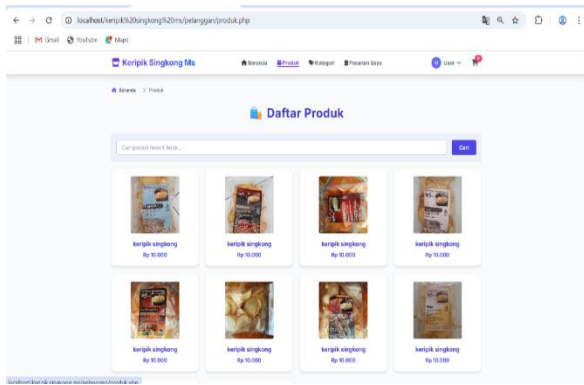 localhost/keripik%20singkong%20ms/pelanggan/produk.php
Gmail YouTube Maps
Keripik Singkong Ms Beranda Produk Kategori Pesanan Saya User
Beranda > Produk
Daftar Produk
Cari produk favorit Anda... Cari
keripik singkong keripik singkong keripik singkong keripik singkong
Rp 10.000 Rp 10.000 Rp 10.000 Rp 10.000
keripik singkong keripik singkong keripik singkong keripik singkong
Rp 10.000 Rp 10.000 Rp 10.000 Rp 10.000